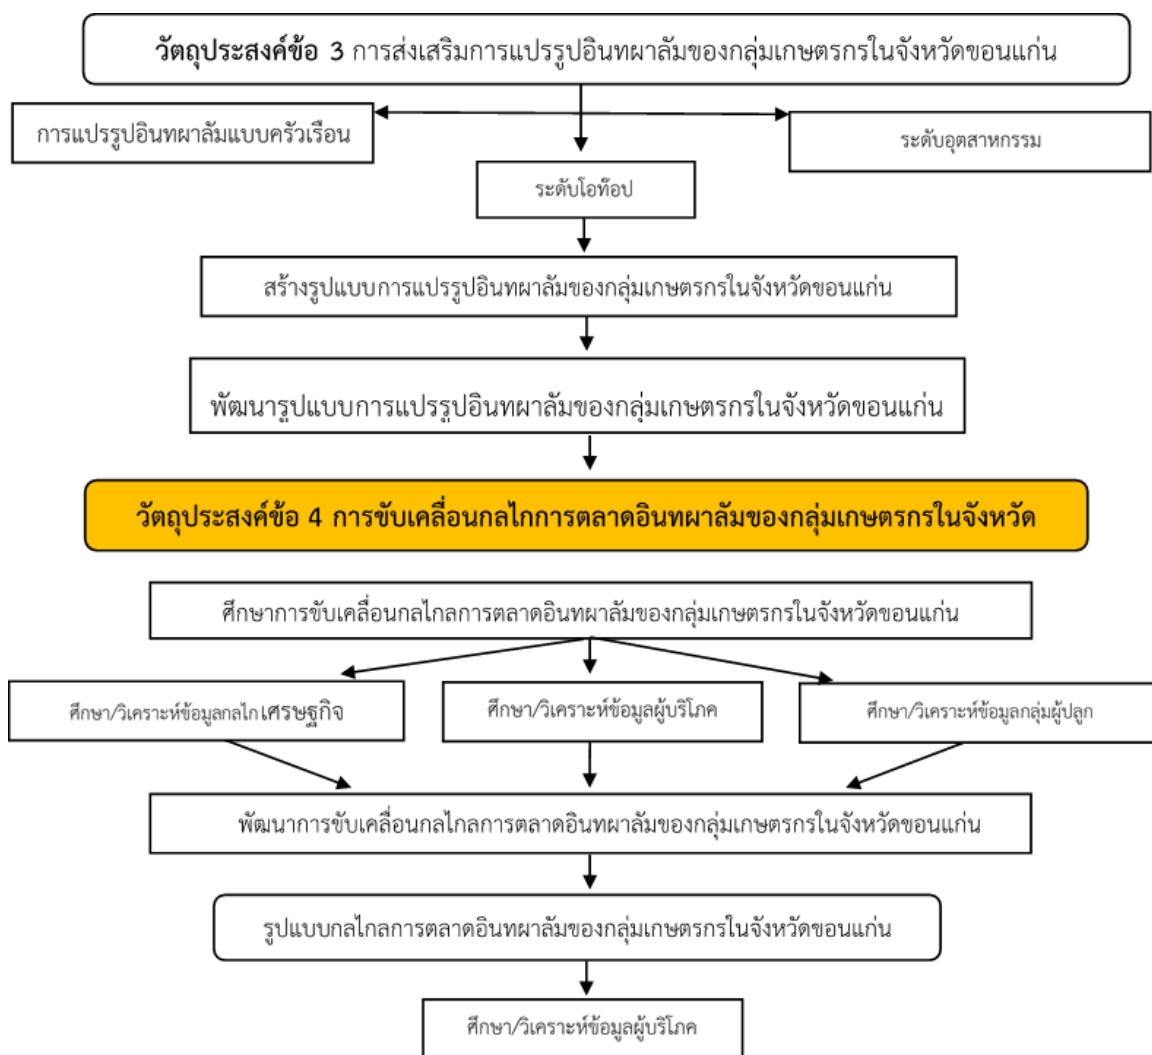 วัตถุประสงค์ข้อ 3 การส่งเสริมการแปรรูปอินทผาลัมของกลุ่มเกษตรกรในจังหวัดขอนแก่น
การแปรรูปอินทผาลัมแบบครัวเรือน
ระดับอุตสาหกรรม
ระดับโอท๊อป
สร้างรูปแบบการแปรรูปอินทผาลัมของกลุ่มเกษตรกรในจังหวัดขอนแก่น
พัฒนารูปแบบการแปรรูปอินทผาลัมของกลุ่มเกษตรกรในจังหวัดขอนแก่น
วัตถุประสงค์ข้อ 4 การขับเคลื่อนกลไกการตลาดอินทผาลัมของกลุ่มเกษตรกรในจังหวัด
ศึกษาการขับเคลื่อนกลไกลการตลาดอินทผาลัมของกลุ่มเกษตรกรในจังหวัดขอนแก่น
ศึกษา/วิเคราะห์ข้อมูลกลไกเศรษฐกิจ
ศึกษา/วิเคราะห์ข้อมูลผู้บริโภค
ศึกษา/วิเคราะห์ข้อมูลกลุ่มผู้ปลูก
พัฒนาการขับเคลื่อนกลไกลการตลาดอินทผาลัมของกลุ่มเกษตรกรในจังหวัดขอนแก่น
รูปแบบกลไกลการตลาดอินทผาลัมของกลุ่มเกษตรกรในจังหวัดขอนแก่น
ศึกษา/วิเคราะห์ข้อมูลผู้บริโภค